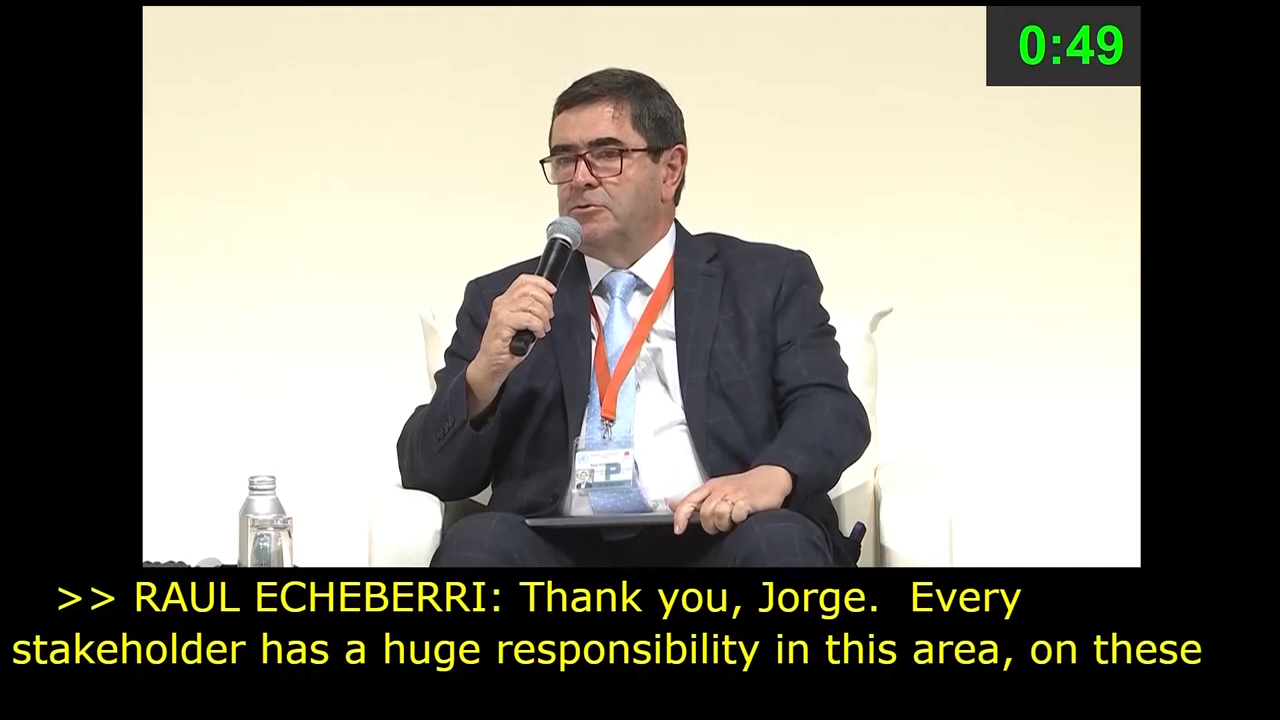 0:49
P
>> RAUL ECHEBERRI: Thank you, Jorge.  Every
stakeholder has a huge responsibility in this area, on these